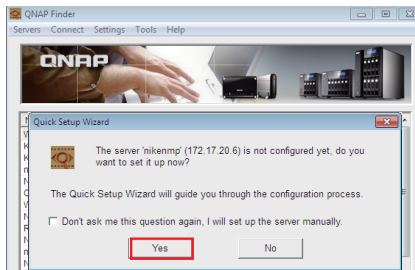 QNAP Finder
Servers Connect Settings Tools Help
QNAP
Quick Setup Wizard
The server 'nikenmp' (172.17.20.6) is not configured yet, do you
want to set it up now?
The Quick Setup Wizard will guide you through the configuration process.
Don't ask me this question again, I will set up the server manually.
Yes
No